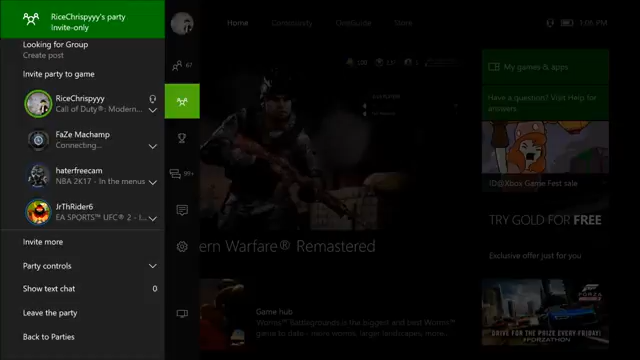 RiceChrispyyy's party
Invite-only
Looking for Group
Create post
Invite party to game
RiceChrispyyy
Call of Duty®: Modern...
FaZe Machamp
Connecting...
haterfreecam
NBA 2K17 - In the menus
JrThRider6
EA SPORTS™ UFC® 2 - I...
Invite more
Party controls
Show text chat 0
Leave the party
Back to Parties
67
99+
Home Community OneGuide Store
My games & apps
Have a question? Visit Help for
answers.
ID@Xbox Game Fest sale
TRY GOLD FOR FREE
Exclusive offer just for you
ern Warfare® Remastered
Game hub
FORZA
DRIVE FOR THE PRIZE EVERY FRIDAY!
#FORZATHON